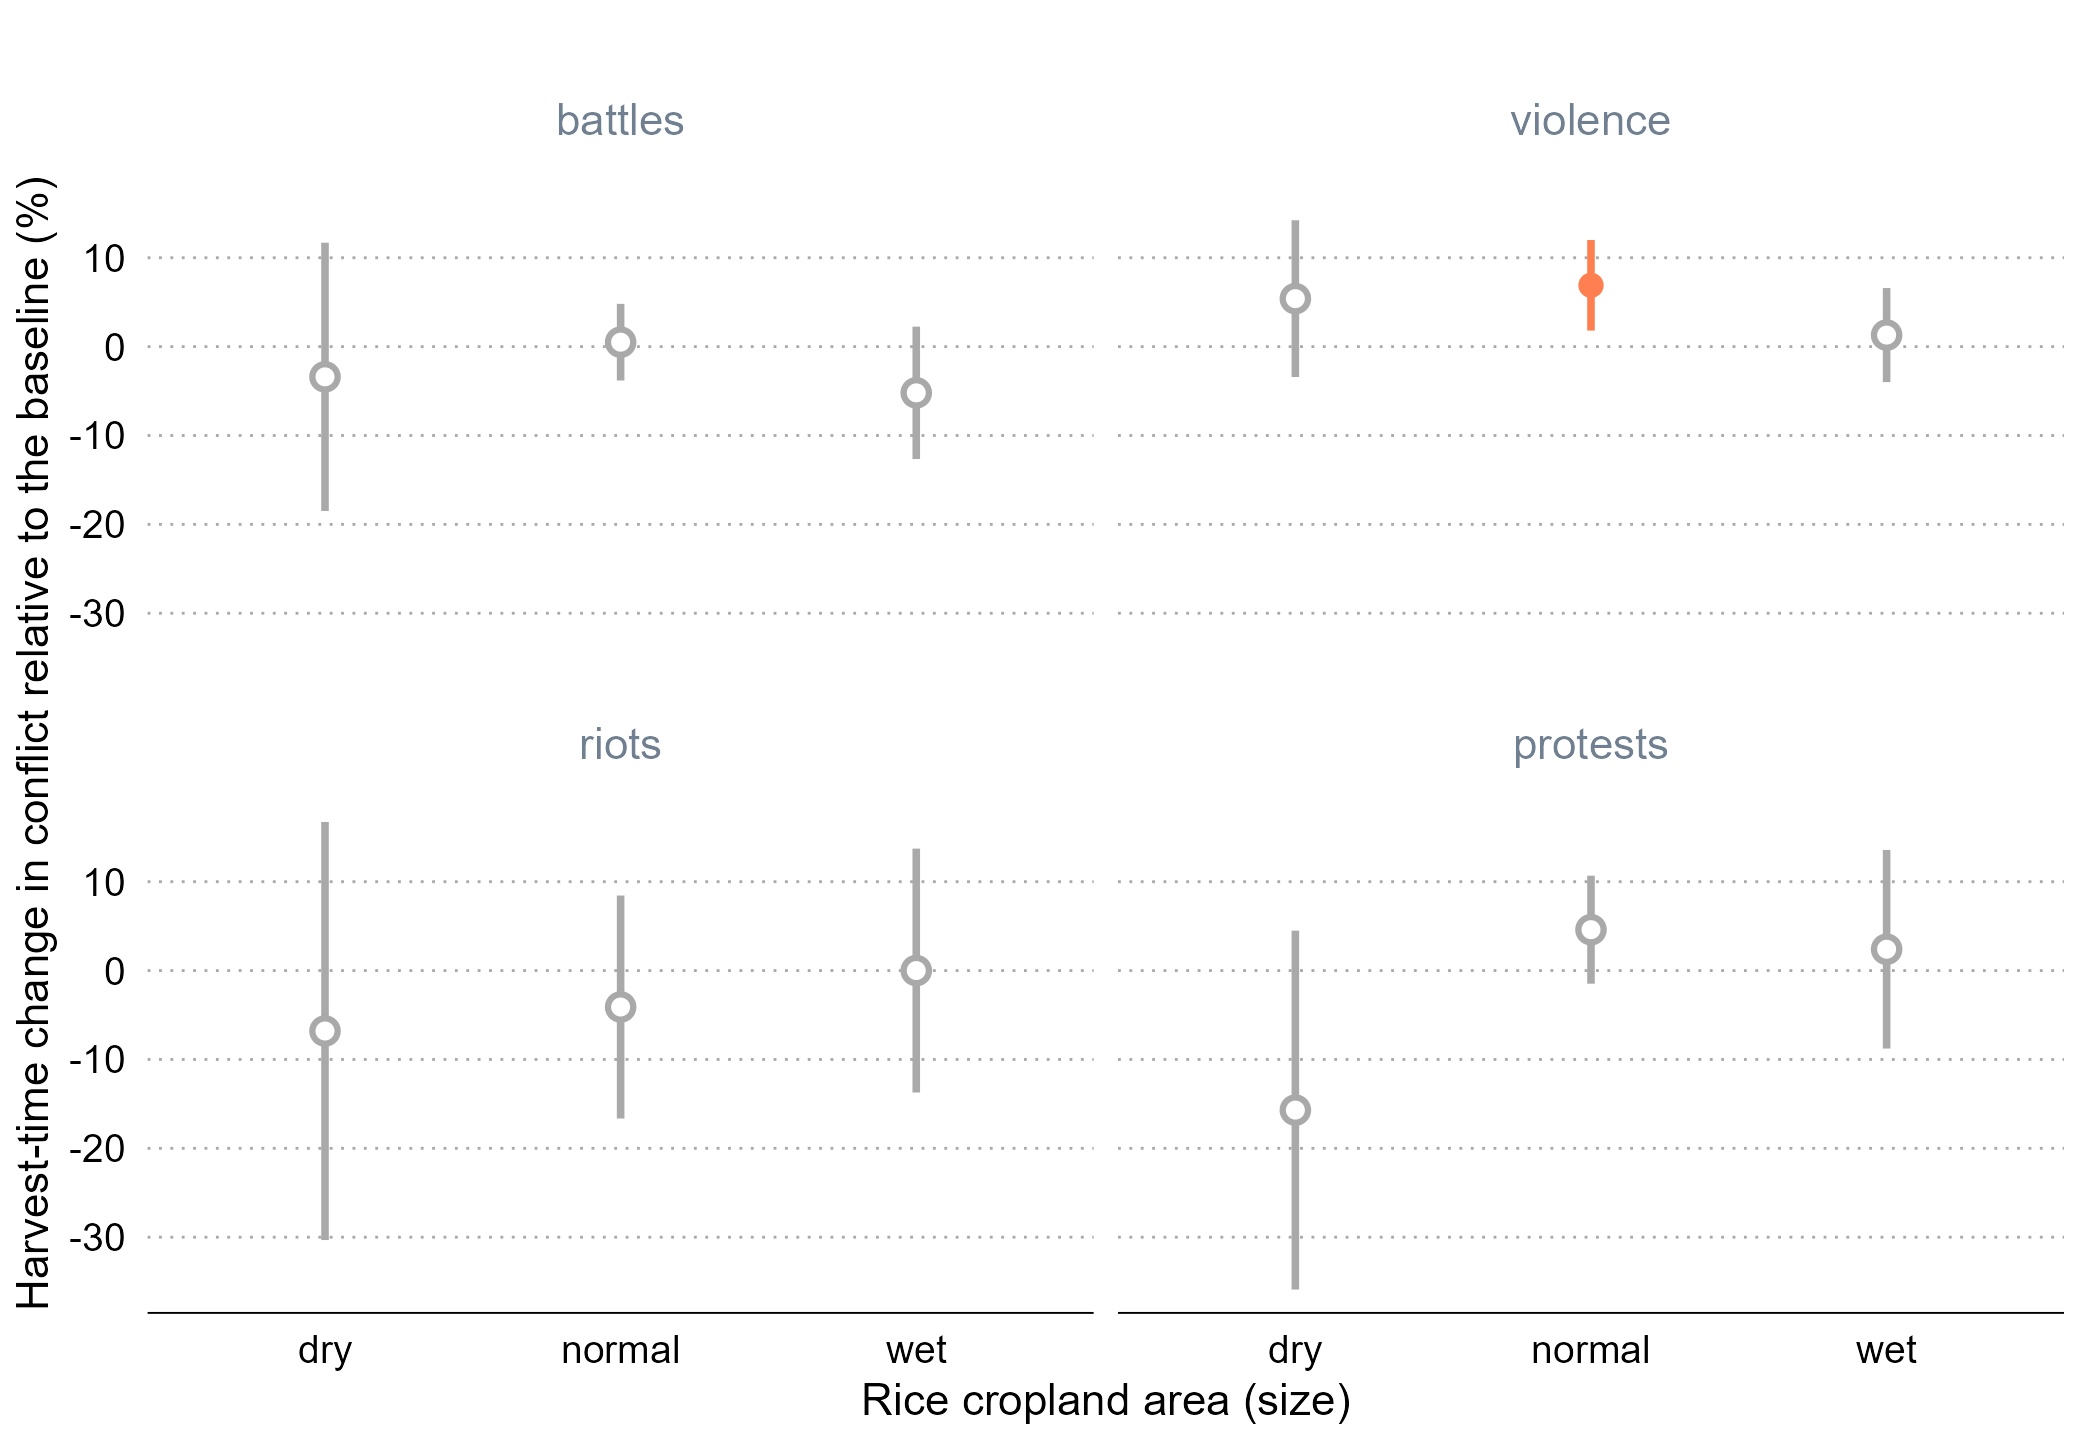 battles
violence
Harvest-time change in conflict relative to the baseline (%)
10
0
-10
-20
-30
riots
protests
10
0
-10
-20
-30
dry normal wet
dry normal wet
Rice cropland area (size)